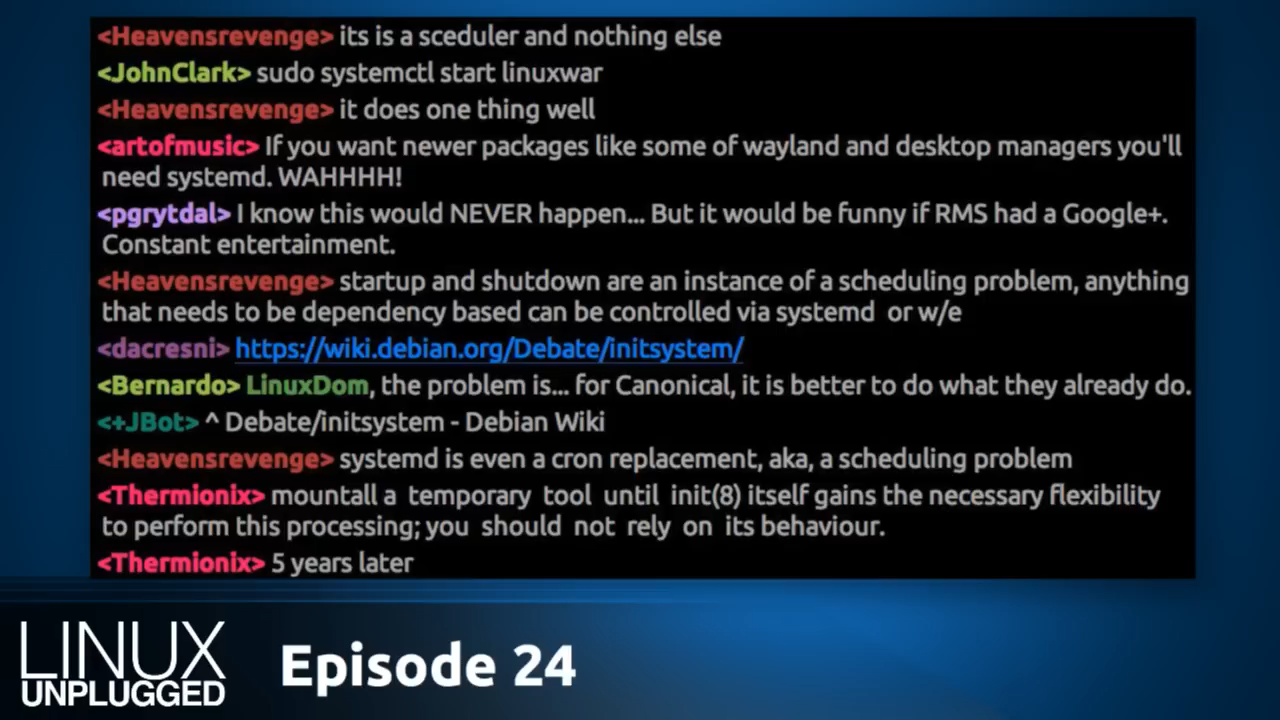 <Heavensrevenge> its is a sceduler and nothing else
<JohnClark> sudo systemctl start linuxwar
<Heavensrevenge> it does one thing well
<artofmusic> If you want newer packages like some of wayland and desktop managers you'll
need systemd. WAHHHH!
<pgrytdal> I know this would NEVER happen... But it would be funny if RMS had a Google+.
Constant entertainment.
<Heavensrevenge> startup and shutdown are an instance of a scheduling problem, anything
that needs to be dependency based can be controlled via systemd or w/e
<dacresni> https://wiki.debian.org/Debate/initsystem/
<Bernardo> LinuxDom, the problem is... for Canonical, it is better to do what they already do.
<+JBot> ^ Debate/initsystem - Debian Wiki
<Heavensrevenge> systemd is even a cron replacement, aka, a scheduling problem
<Thermionix> mountall a temporary tool until init(8) itself gains the necessary flexibility
to perform this processing; you should not rely on its behaviour.
<Thermionix> 5 years later
LINUX
UNPLUGGED
Episode 24